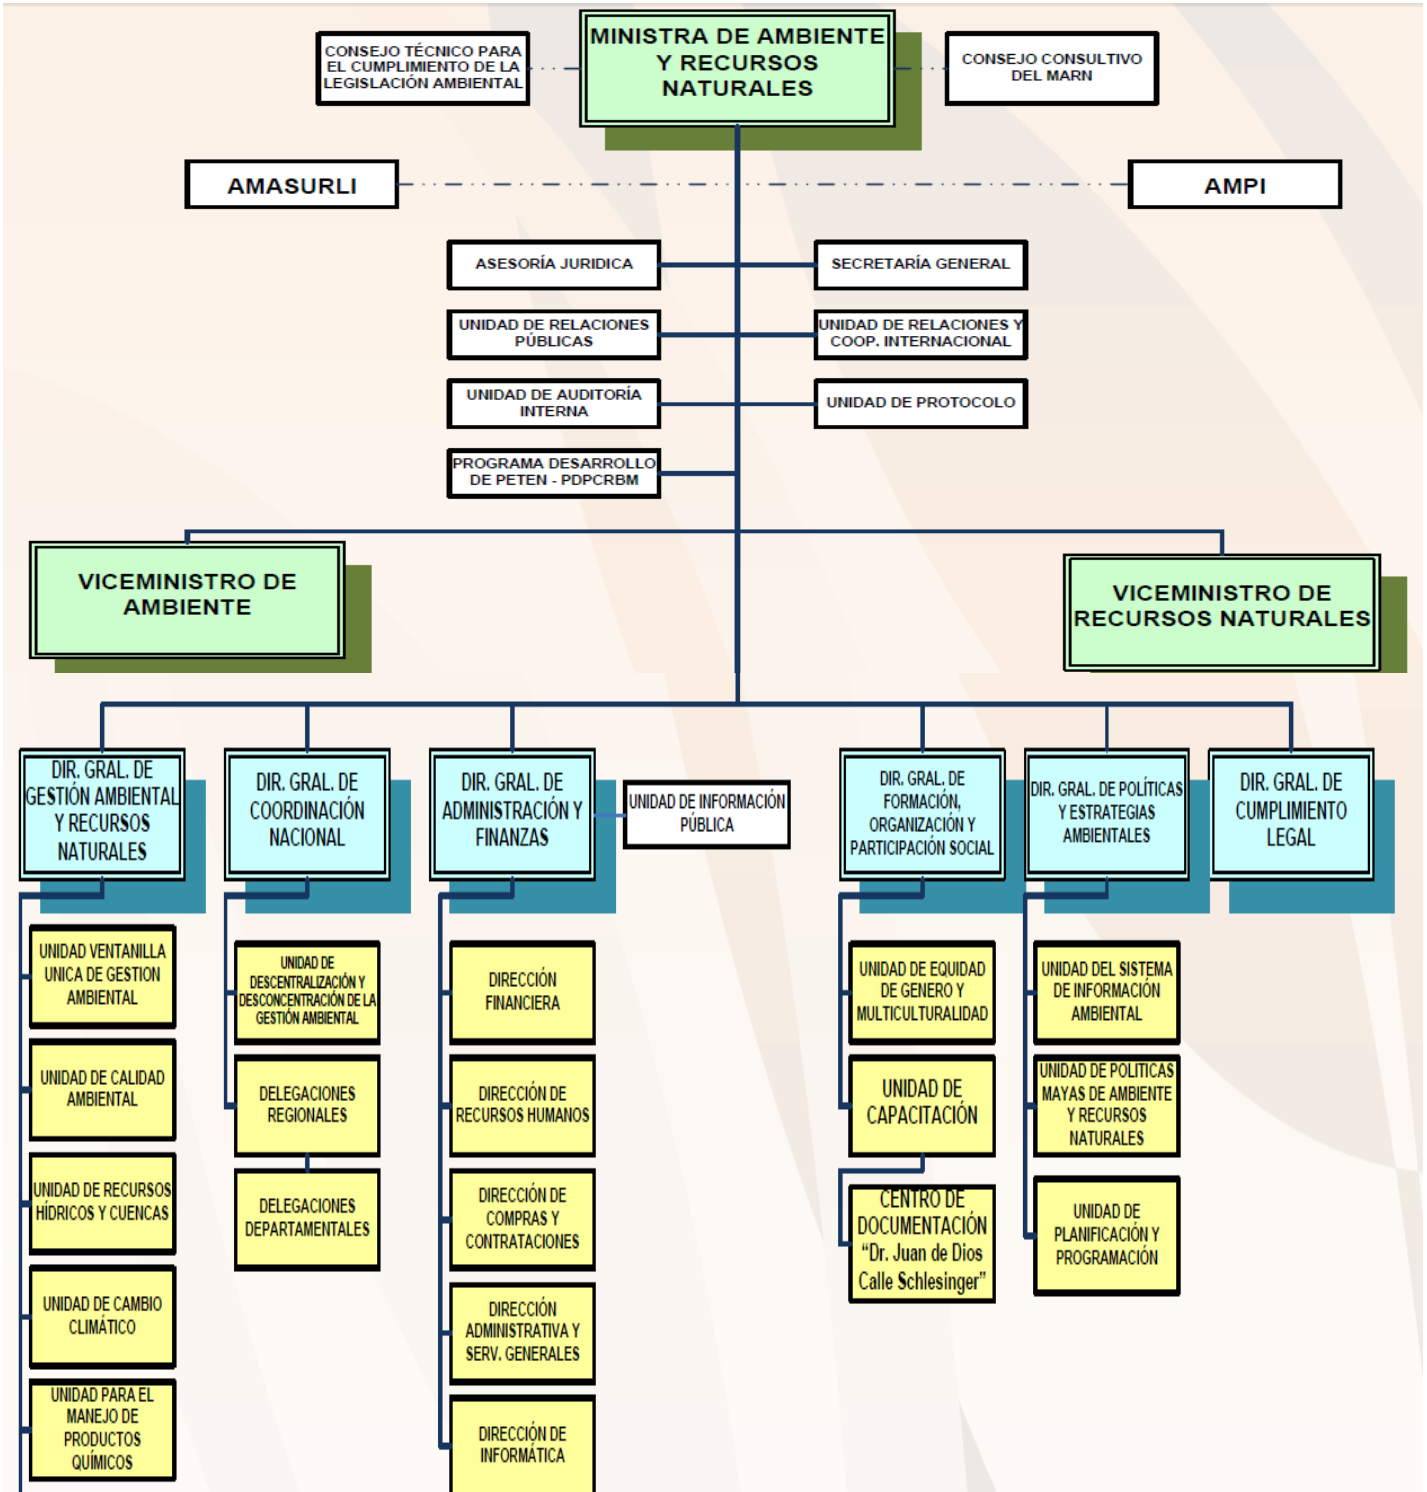 MINISTRA DE AMBIENTE
Y RECURSOS
NATURALES
CONSEJO TÉCNICO PARA
EL CUMPLIMIENTO DE LA
LEGISLACIÓN AMBIENTAL
CONSEJO CONSULTIVO
DEL MARN
AMASURLI
AMPI
ASESORÍA JURIDICA
SECRETARÍA GENERAL
UNIDAD DE RELACIONES
PÚBLICAS
UNIDAD DE RELACIONES Y
COOP. INTERNACIONAL
UNIDAD DE AUDITORÍA
INTERNA
UNIDAD DE PROTOCOLO
PROGRAMA DESARROLLO
DE PETEN - PDPCRBM
VICEMINISTRO DE
AMBIENTE
VICEMINISTRO DE
RECURSOS NATURALES
DIR. GRAL. DE
GESTIÓN AMBIENTAL
Y RECURSOS
NATURALES
DIR. GRAL. DE
COORDINACIÓN
NACIONAL
DIR. GRAL. DE
ADMINISTRACIÓN Y
FINANZAS
UNIDAD DE INFORMACIÓN
PÚBLICA
DIR. GRAL. DE
FORMACIÓN,
ORGANIZACIÓN Y
PARTICIPACIÓN SOCIAL
DIR. GRAL. DE POLÍTICAS
Y ESTRATEGIAS
AMBIENTALES
DIR. GRAL. DE
CUMPLIMIENTO
LEGAL
UNIDAD VENTANILLA
UNICA DE GESTION
AMBIENTAL
UNIDAD DE CALIDAD
AMBIENTAL
UNIDAD DE RECURSOS
HÍDRICOS Y CUENCAS
UNIDAD DE CAMBIO
CLIMÁTICO
UNIDAD PARA EL
MANEJO DE
PRODUCTOS
QUÍMICOS
UNIDAD DE
DESCENTRALIZACIÓN Y
DESCONCENTRACIÓN DE LA
GESTIÓN AMBIENTAL
DELEGACIONES
REGIONALES
DELEGACIONES
DEPARTAMENTALES
DIRECCIÓN
FINANCIERA
DIRECCIÓN DE
RECURSOS HUMANOS
DIRECCIÓN DE
COMPRAS Y
CONTRATACIONES
DIRECCIÓN
ADMINISTRATIVA Y
SERV. GENERALES
DIRECCIÓN DE
INFORMÁTICA
UNIDAD DE EQUIDAD
DE GENERO Y
MULTICULTURALIDAD
UNIDAD DE
CAPACITACIÓN
CENTRO DE
DOCUMENTACIÓN
“Dr. Juan de Dios
Calle Schlesinger”
UNIDAD DEL SISTEMA
DE INFORMACIÓN
AMBIENTAL
UNIDAD DE POLITICAS
MAYAS DE AMBIENTE
Y RECURSOS
NATURALES
UNIDAD DE
PLANIFICACIÓN Y
PROGRAMACIÓN